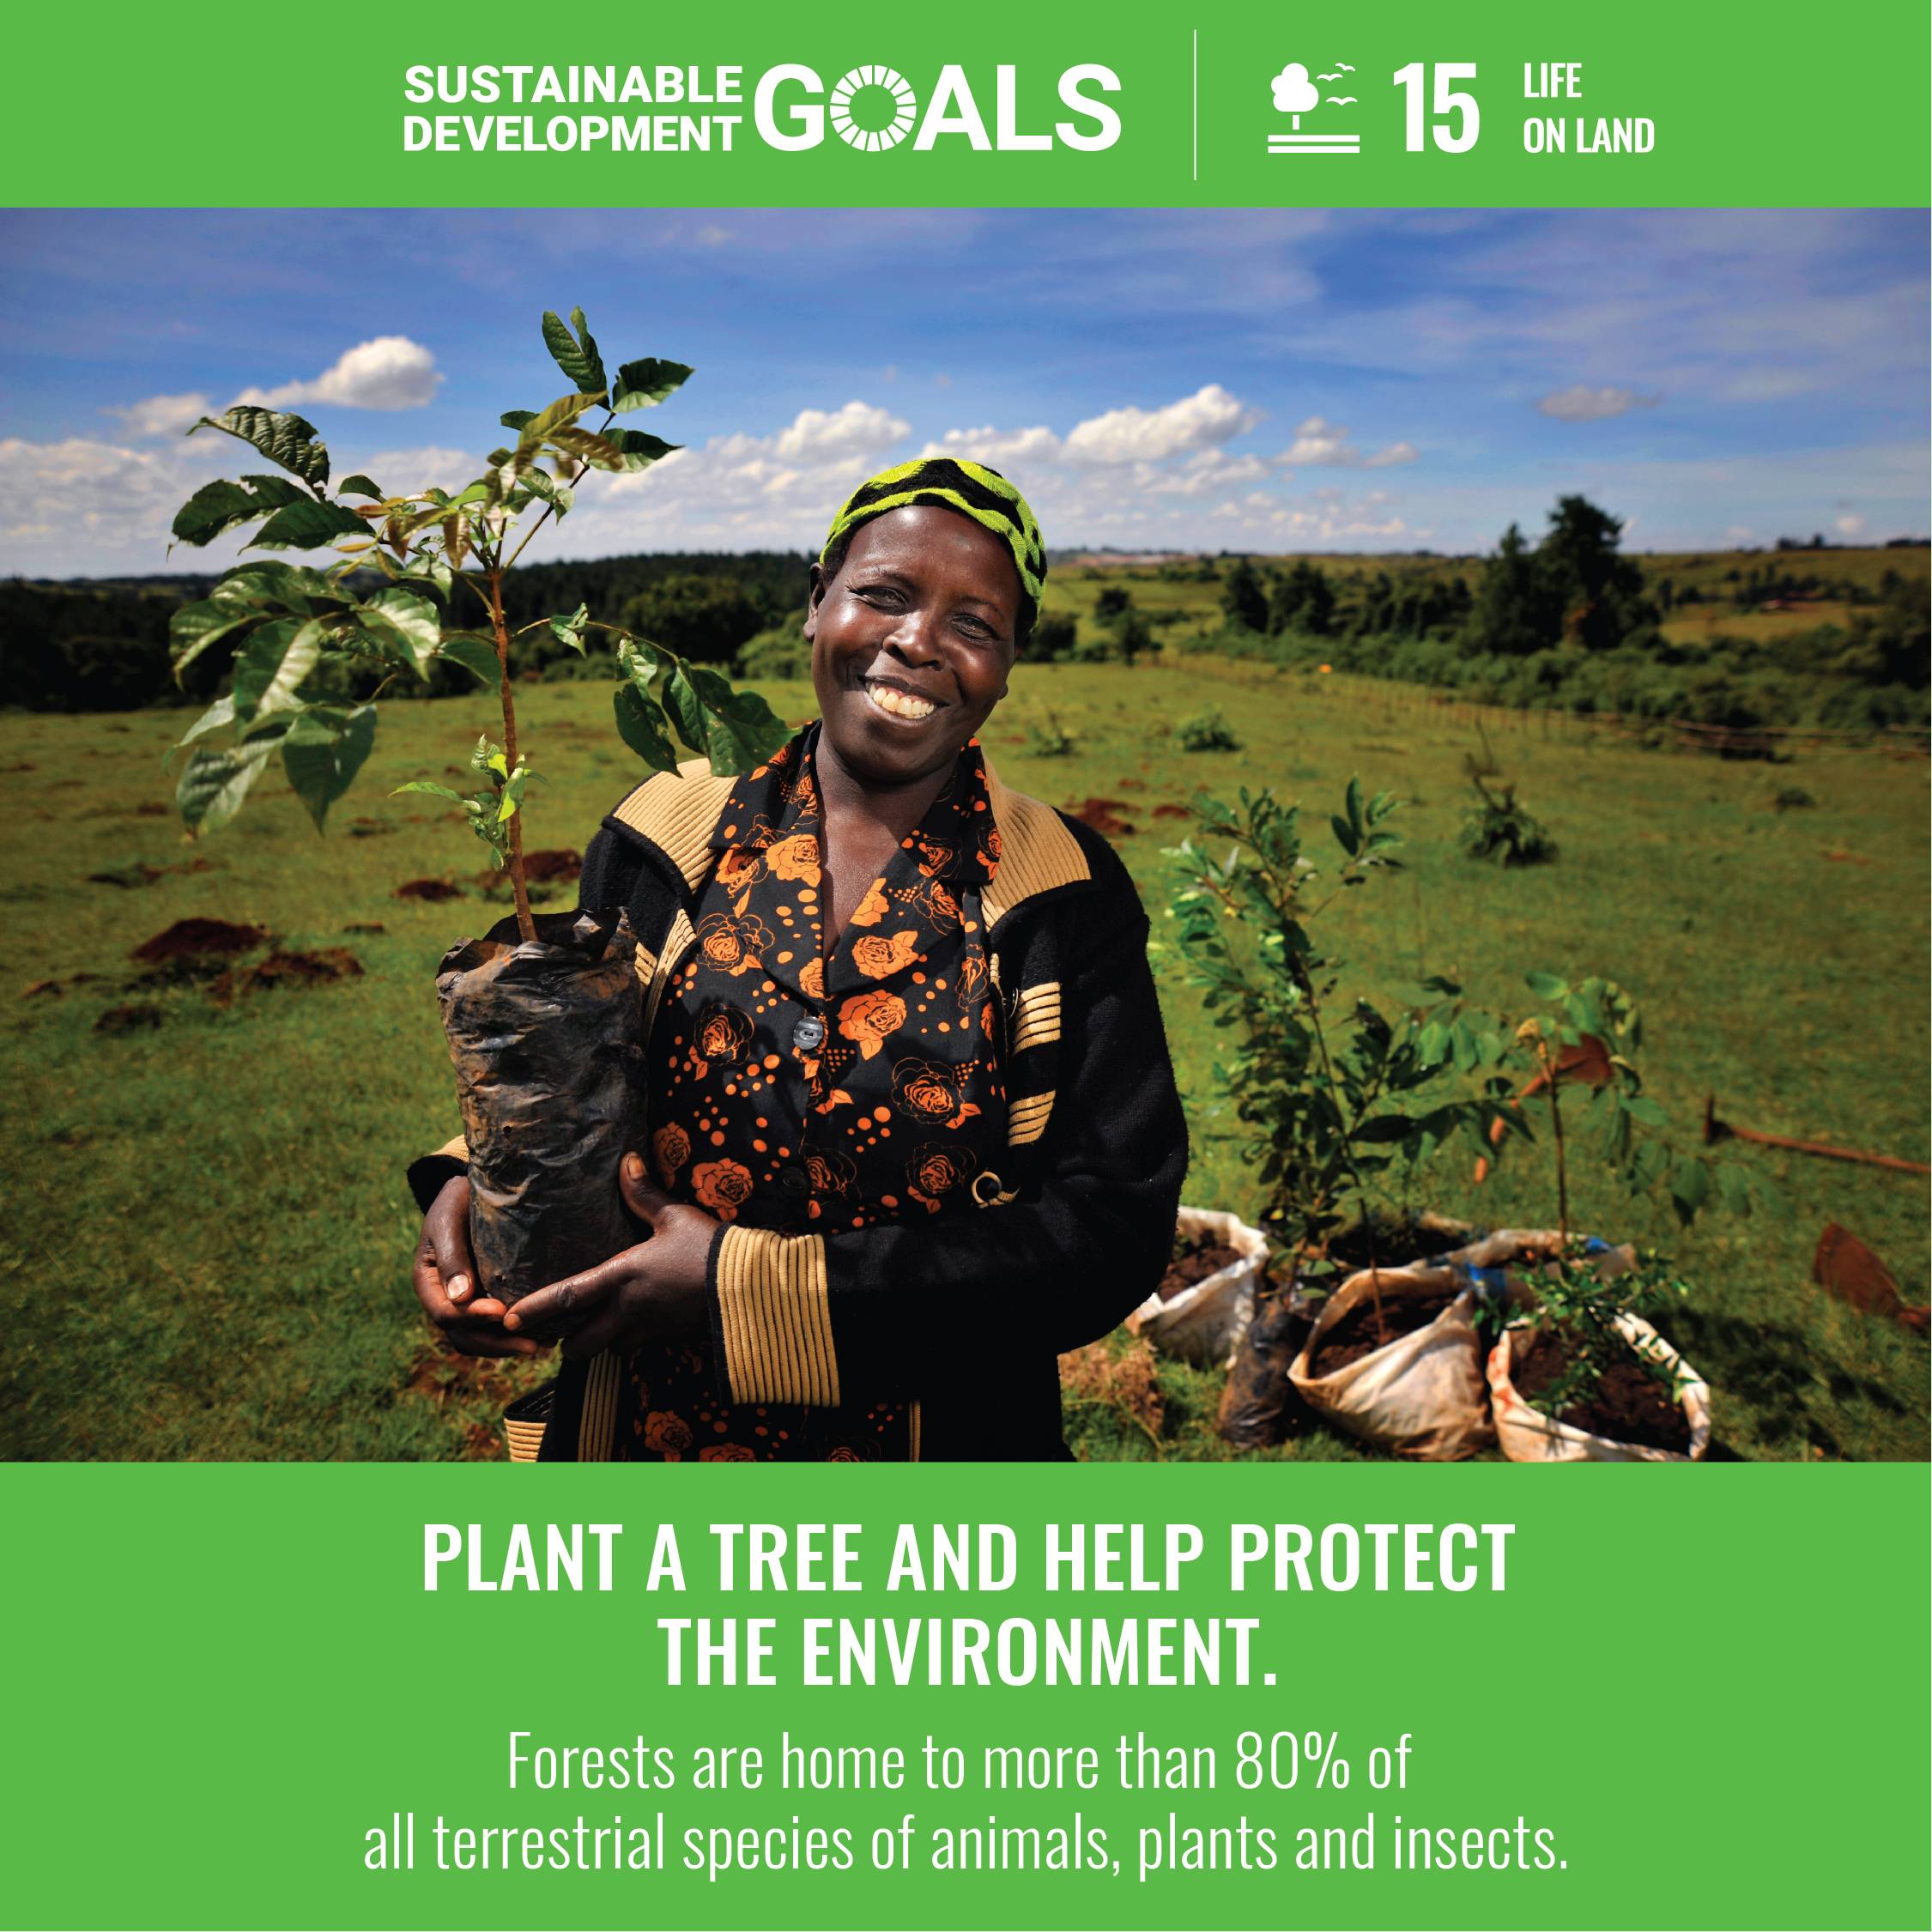 SUSTAINABLE
DEVELOPMENT GOALS
15 LIFE
ON LAND
PLANT A TREE AND HELP PROTECT
THE ENVIRONMENT.
Forests are home to more than 80% of
all terrestrial species of animals, plants and insects.